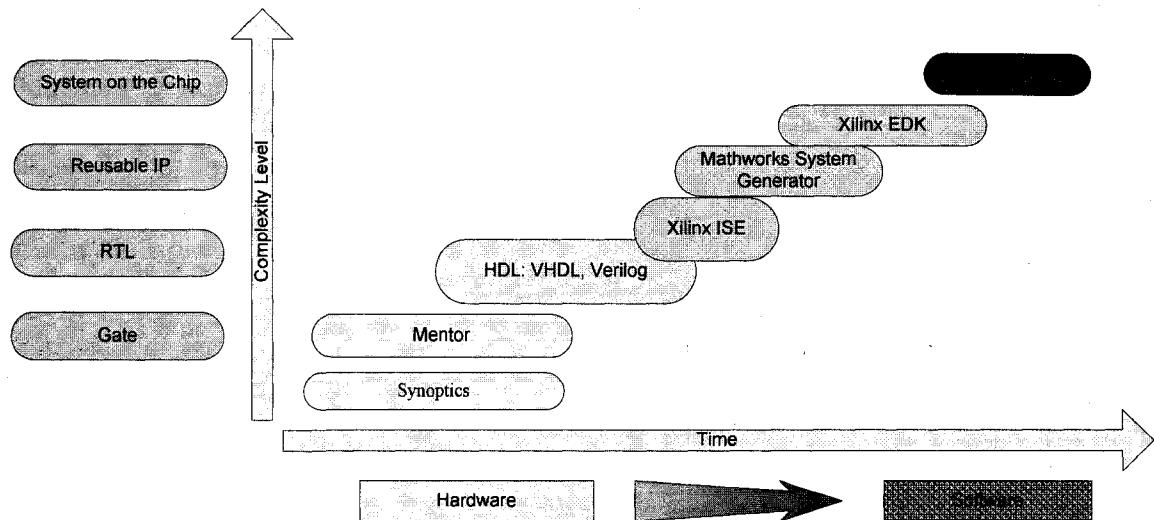 System on the Chip
Reusable IP
RTL
Gate
Complexity Level
Xilinx EDK
Mathworks System
Generator
Xilinx ISE
HDL: VHDL, Verilog
Mentor
Synoptics
Time
Hardware
Software